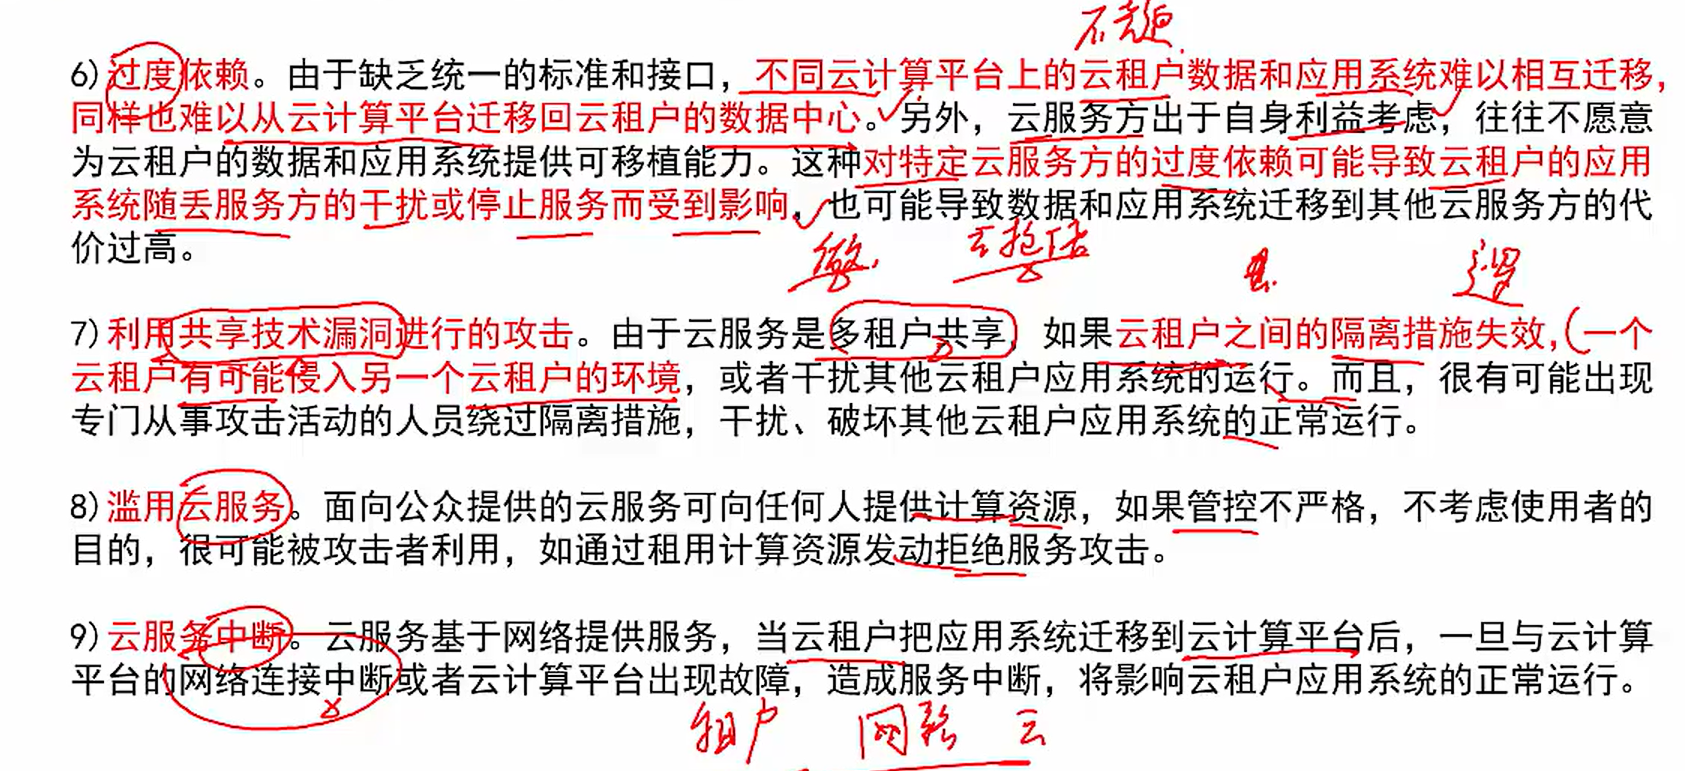 6)过度依赖。由于缺乏统一的标准和接口，不同云计算平台上的云租户数据和应用系统难以相互迁移，
同样也难以从云计算平台迁移回云租户的数据中心。另外，云服务方出于自身利益考虑，往往不愿意
为云租户的数据和应用系统提供可移植能力。这种对特定云服务方的过度依赖可能导致云租户的应用
系统随丢服务方的干扰或停止服务而受到影响，也可能导致数据和应用系统迁移到其他云服务方的代
价过高。
7)利用共享技术漏洞进行的攻击。由于云服务是多租户共享，如果云租户之间的隔离措施失效，一个
云租户有可能侵入另一个云租户的环境，或者干扰其他云租户应用系统的运行。而且，很有可能出现
专门从事攻击活动的人员绕过隔离措施，干扰、破坏其他云租户应用系统的正常运行。
8)滥用云服务。面向公众提供的云服务可向任何人提供计算资源，如果管控不严格，不考虑使用者的
目的，很可能被攻击者利用，如通过租用计算资源发动拒绝服务攻击。
9)云服务中断。云服务基于网络提供服务，当云租户把应用系统迁移到云计算平台后，一旦与云计算
平台的网络连接中断或者云计算平台出现故障，造成服务中断，将影响云租户应用系统的正常运行。
租户 网络 云